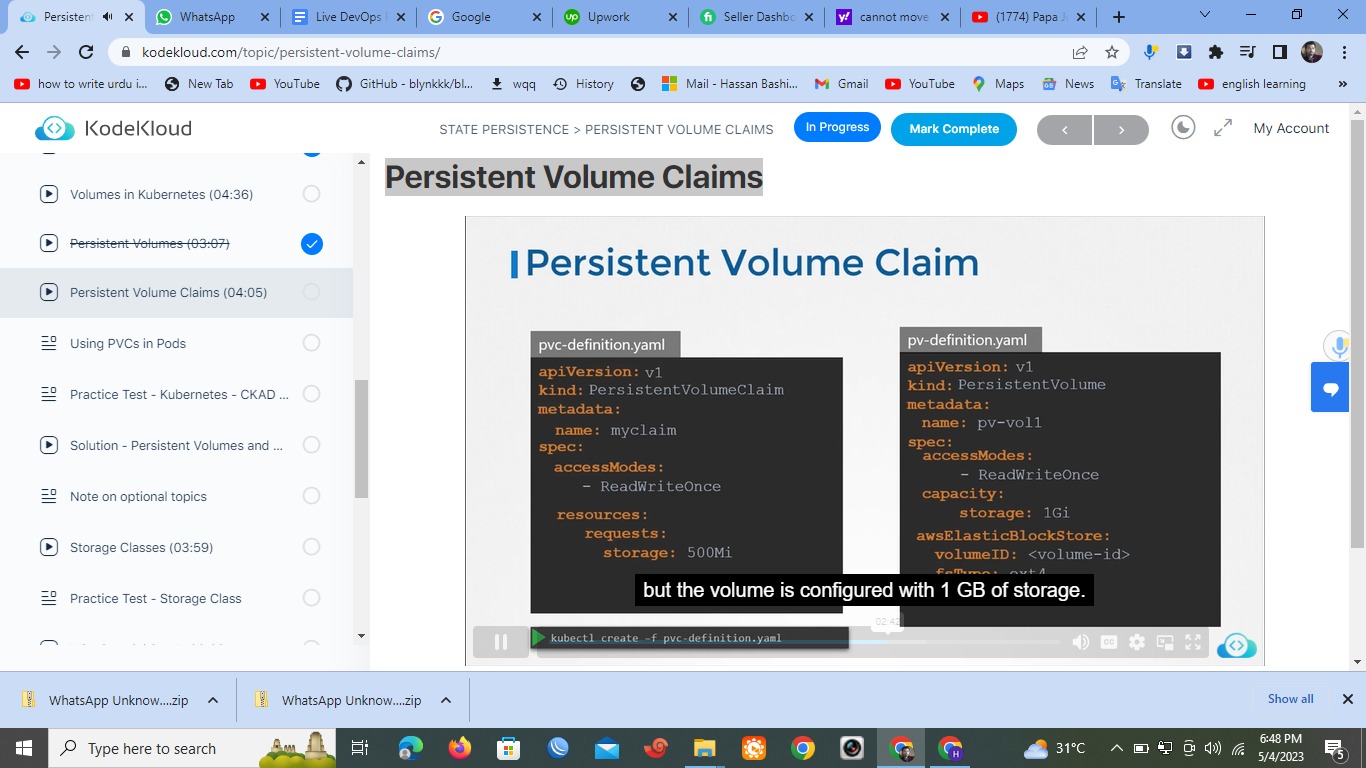 Persistent
WhatsApp
Live DevOps
Google
Upwork
Seller Dashbo
cannot move
(1774) Papa J
kodekloud.com/topic/persistent-volume-claims/
how to write urdu i...
New Tab
YouTube
GitHub - blynkkk/bl...
wqq
History
Mail - Hassan Bashi...
Gmail
YouTube
Maps
News
Translate
english learning
»
KodeKloud
STATE PERSISTENCE > PERSISTENT VOLUME CLAIMS
In Progress
Mark Complete
<
>
My Account
Volumes in Kubernetes (04:36)
Persistent Volumes (03:07)
Persistent Volume Claims (04:05)
Using PVCs in Pods
Practice Test - Kubernetes - CKAD ...
Solution - Persistent Volumes and ...
Note on optional topics
Storage Classes (03:59)
Practice Test - Storage Class
Persistent Volume Claims
Persistent Volume Claim
pvc-definition.yaml
apiVersion: v1
kind: PersistentVolumeClaim
metadata:
name: myclaim
spec:
accessModes:
- ReadWriteOnce
resources:
requests:
storage: 500Mi
pv-definition.yaml
apiVersion: v1
kind: PersistentVolume
metadata:
name: pv-vol1
spec:
accessModes:
- ReadWriteOnce
capacity:
storage: 1Gi
awsElasticBlockStore:
volumeID: <volume-id>
fsType: ext4
but the volume is configured with 1 GB of storage.
02:42
kubectl create -f pvc-definition.yaml
CC
WhatsApp Unknow....zip
WhatsApp Unknow....zip
Show all
Type here to search
31°C
6:48 PM
5/4/2023
5